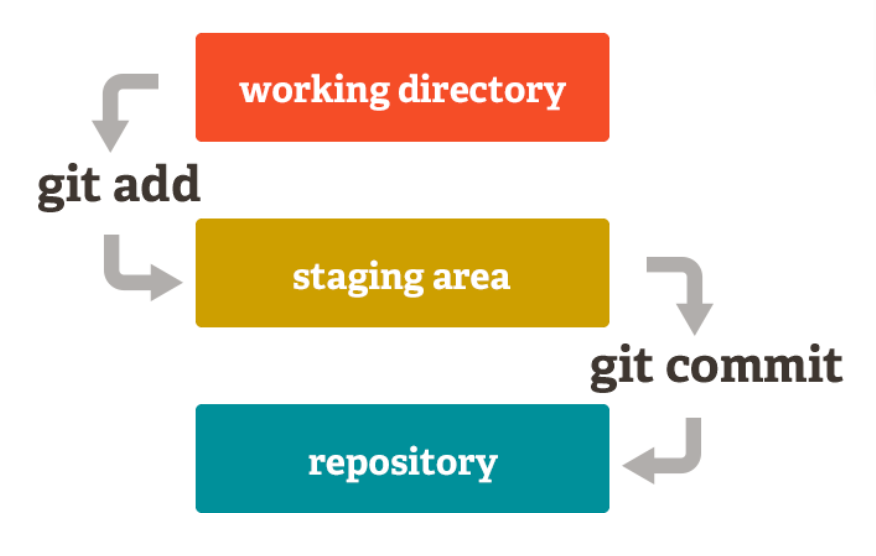 working directory
git add
staging area
git commit
repository